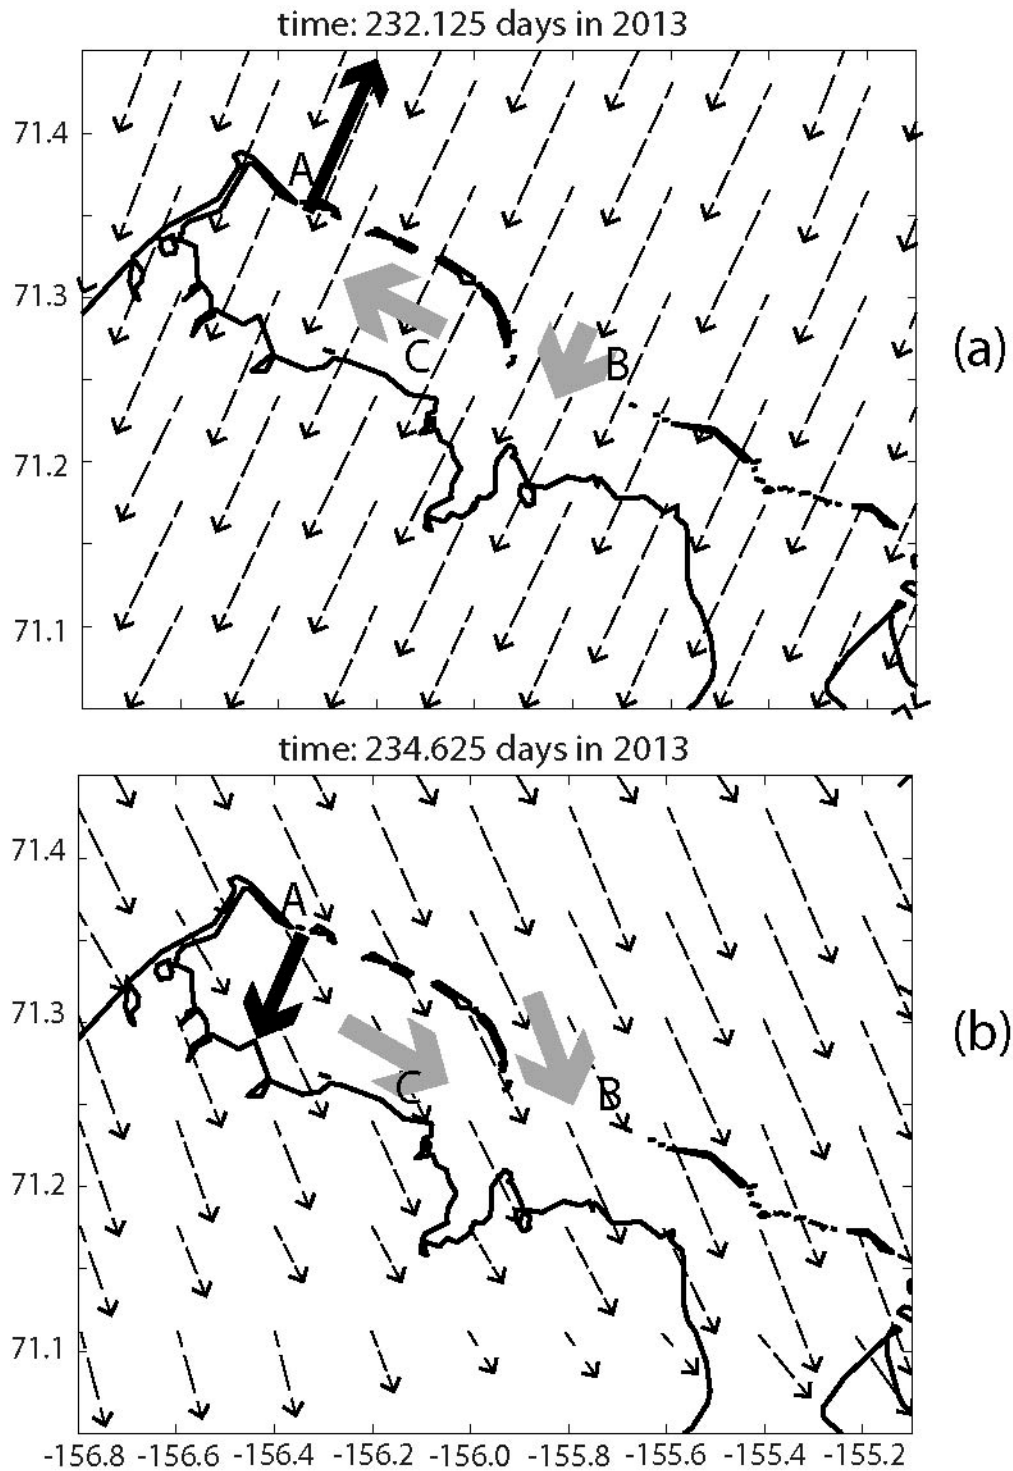 time: 232.125 days in 2013
71.4
A
71.3
C
B
(a)
71.2
71.1
time: 234.625 days in 2013
71.4
A
71.3
(b)
C
B
71.2
71.1
-156.8 -156.6 -156.4 -156.2 -156.0 -155.8 -155.6 -155.4 -155.2